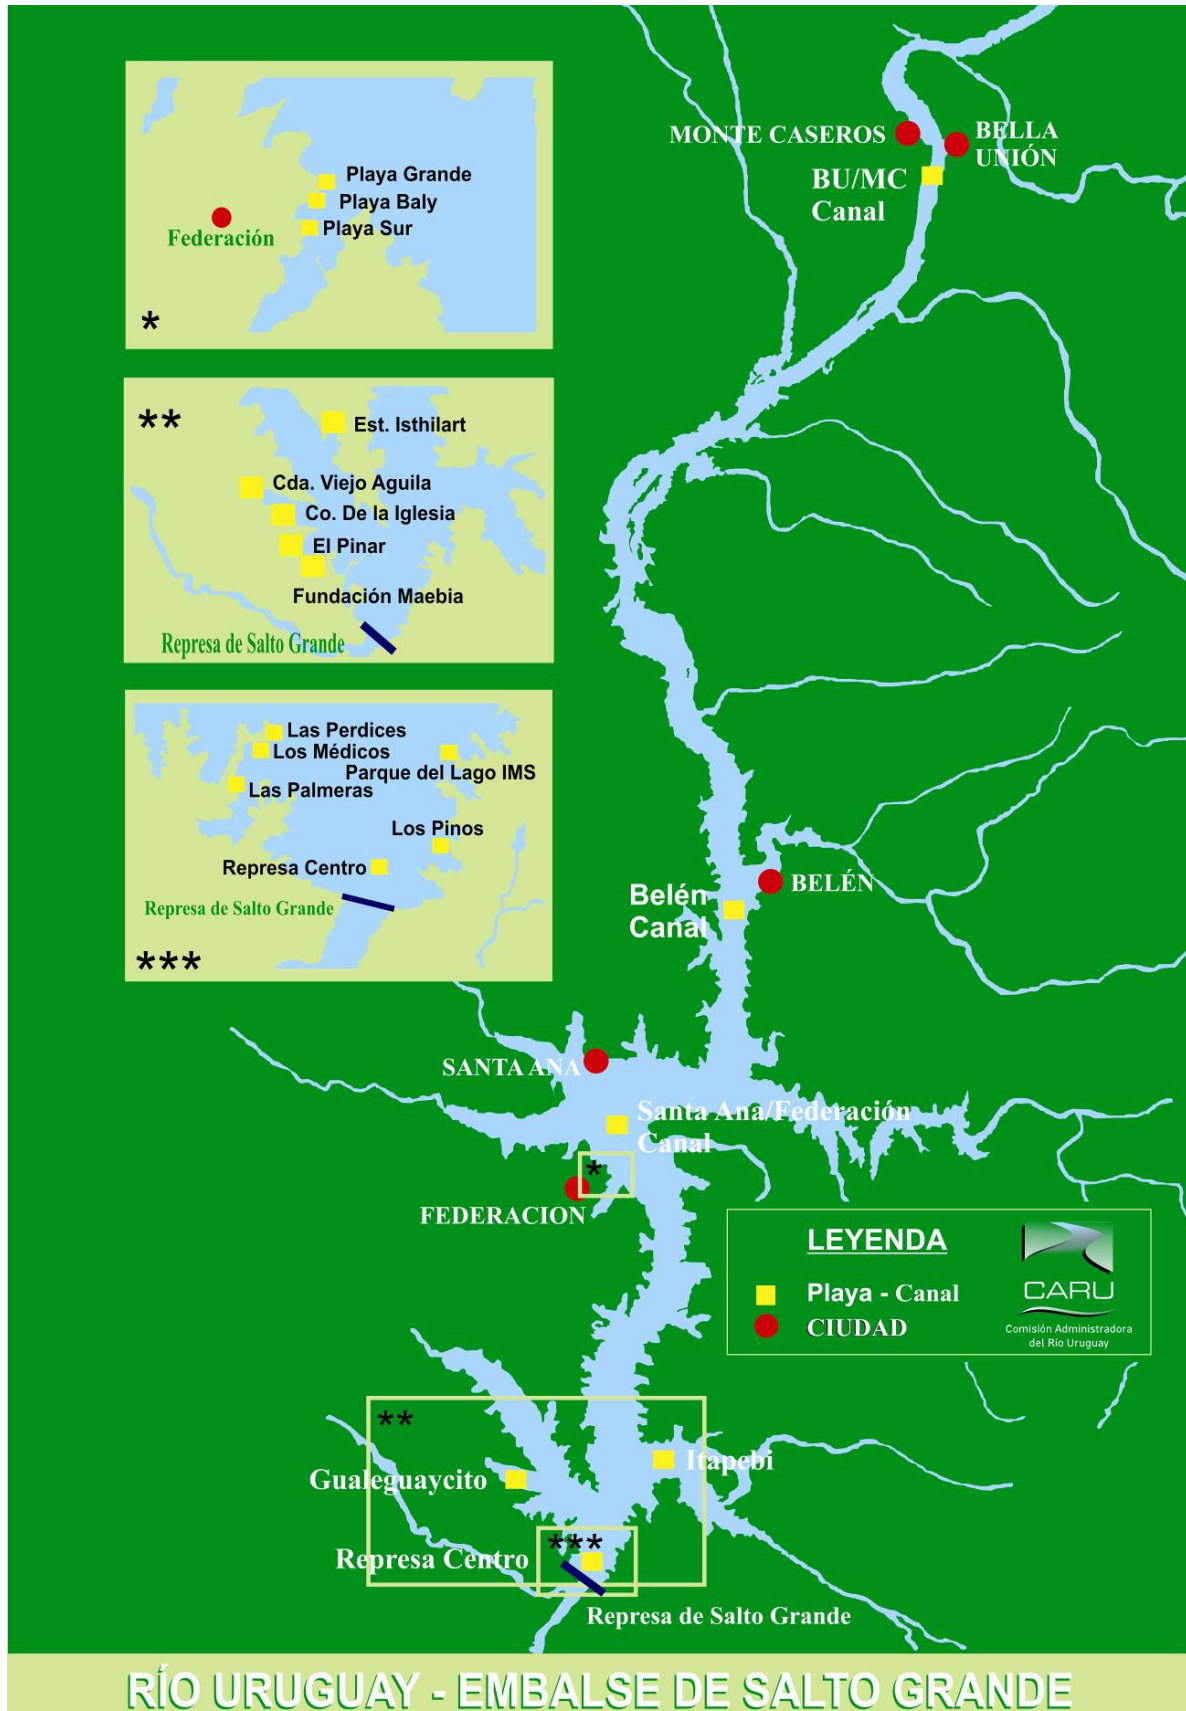 MONTE CASEROS
BELLA
UNIÓN
BU/MC
Canal
Playa Grande
Playa Baly
Playa Sur
Federación
*
**
Est. Isthilart
Cda. Viejo Aguila
Co. De la Iglesia
El Pinar
Fundación Maebia
Represa de Salto Grande
Las Perdices
Los Médicos
Parque del Lago IMS
Las Palmeras
Los Pinos
Represa Centro
Represa de Salto Grande
***
BELÉN
Belén
Canal
SANTA ANA
Santa Ana/Federación
Canal
*
FEDERACION
LEYENDA
Playa - Canal
CIUDAD
CARU
Comisión Administradora
del Río Uruguay
**
Itapebi
Gualeguaycito
***
Represa Centro
Represa de Salto Grande
RÍO URUGUAY - EMBALSE DE SALTO GRANDE